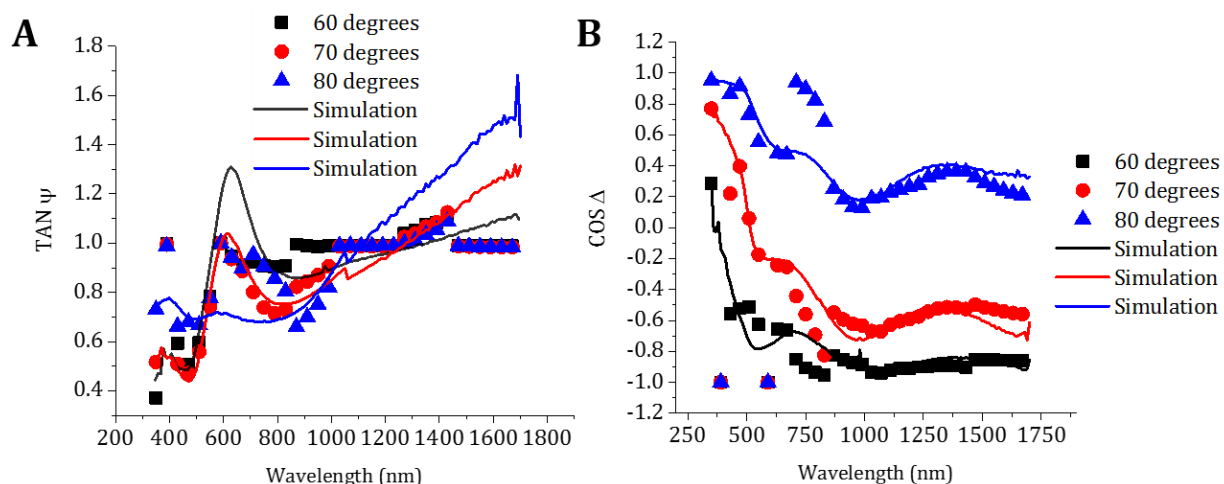 A
60 degrees
70 degrees
80 degrees
Simulation
Simulation
Simulation
TAN ψ
1.8
1.6
1.4
1.2
1.0
0.8
0.6
0.4
200 400 600 800 1000 1200 1400 1600 1800
Wavelength (nm)
B
COS Δ
1.2
1.0
0.8
0.6
0.4
0.2
0.0
-0.2
-0.4
-0.6
-0.8
-1.0
-1.2
250 500 750 1000 1250 1500 1750
Wavelength (nm)
60 degrees
70 degrees
80 degrees
Simulation
Simulation
Simulation